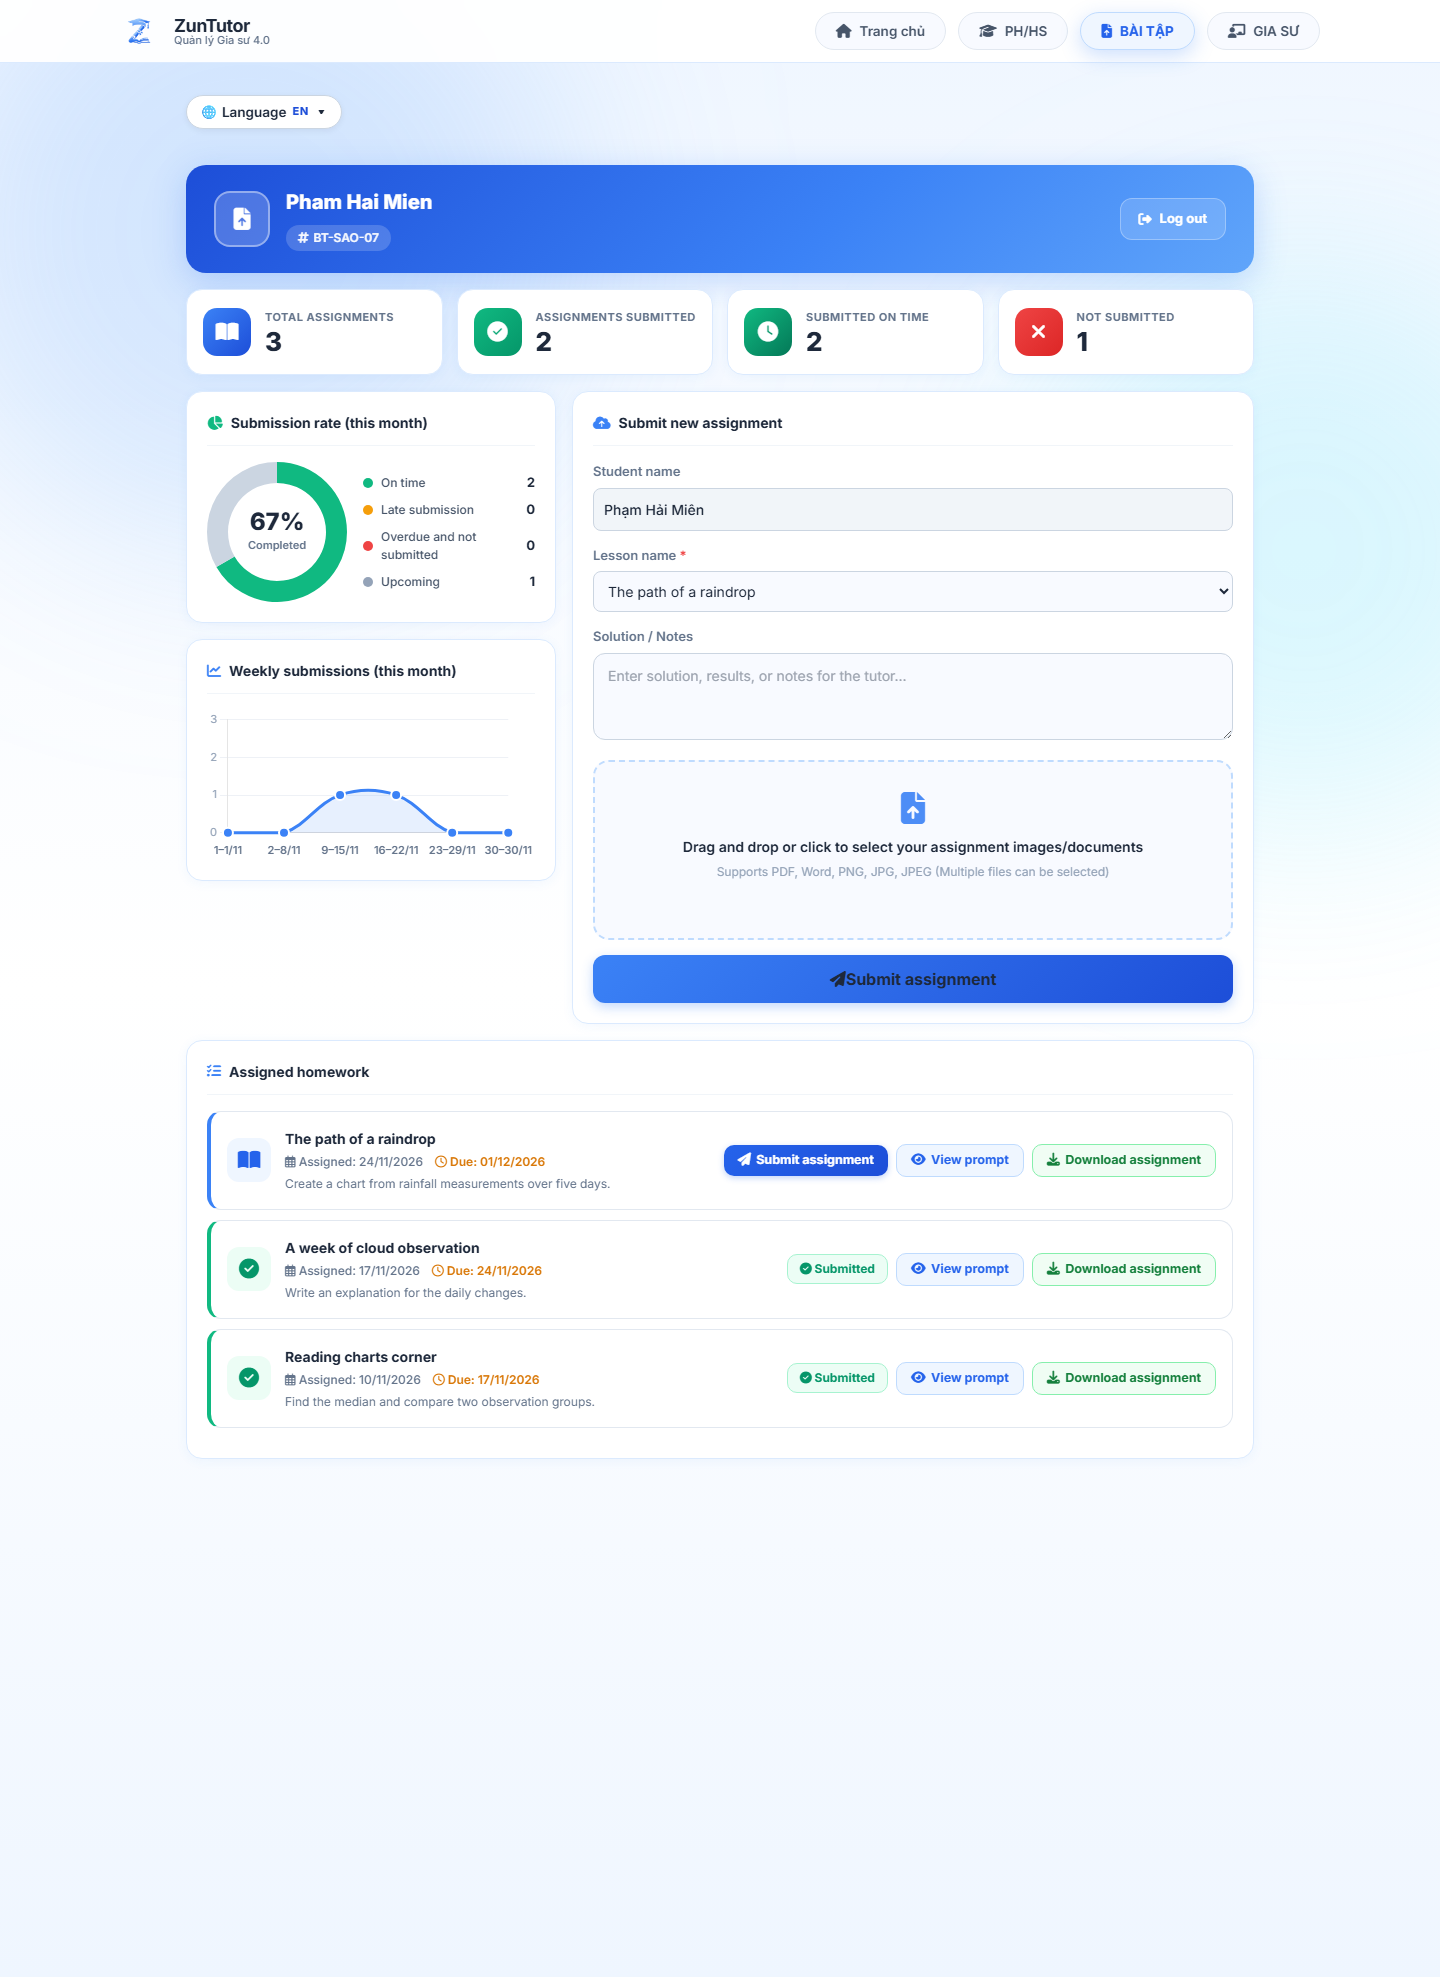 ZunTutor
Quản lý Gia sư 4.0
Trang chủ
PH/HS
BÀI TẬP
GIA SƯ
Language EN
Pham Hai Mien
# BT-SAO-07
Log out
TOTAL ASSIGNMENTS
3
ASSIGNMENTS SUBMITTED
2
SUBMITTED ON TIME
2
NOT SUBMITTED
1
Submission rate (this month)
67%
Completed
On time 2
Late submission 0
Overdue and not
submitted 0
Upcoming 1
Weekly submissions (this month)
3
2
1
0
1–1/11 2–8/11 9–15/11 16–22/11 23–29/11 30–30/11
Submit new assignment
Student name
Phạm Hải Miên
Lesson name *
The path of a raindrop
Solution / Notes
Enter solution, results, or notes for the tutor...
Drag and drop or click to select your assignment images/documents
Supports PDF, Word, PNG, JPG, JPEG (Multiple files can be selected)
Submit assignment
Assigned homework
The path of a raindrop
Assigned: 24/11/2026 Due: 01/12/2026
Create a chart from rainfall measurements over five days.
Submit assignment View prompt Download assignment
A week of cloud observation
Assigned: 17/11/2026 Due: 24/11/2026
Write an explanation for the daily changes.
Submitted View prompt Download assignment
Reading charts corner
Assigned: 10/11/2026 Due: 17/11/2026
Find the median and compare two observation groups.
Submitted View prompt Download assignment